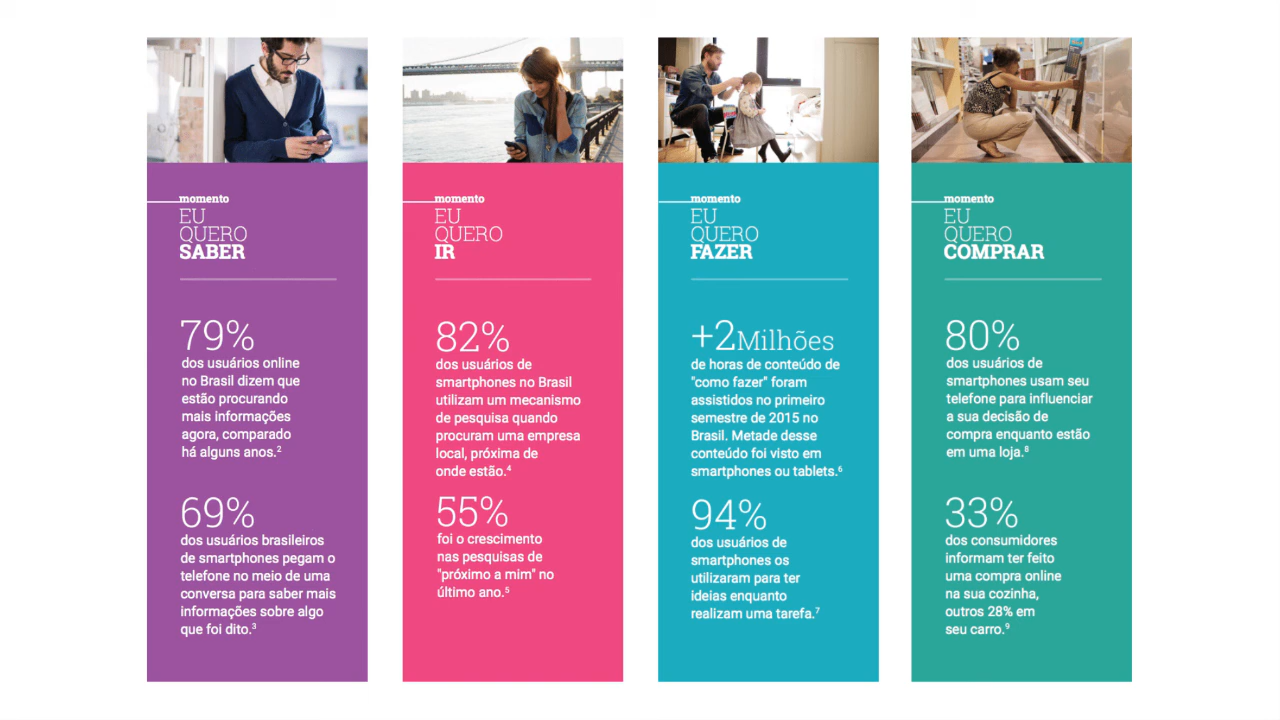 momento
EU
QUERO
SABER
79%
dos usuários online
no Brasil dizem que
estão procurando
mais informações
agora, comparado
há alguns anos.²
69%
dos usuários brasileiros
de smartphones pegam o
telefone no meio de uma
conversa para saber mais
informações sobre algo
que foi dito.³
momento
EU
QUERO
IR
82%
dos usuários de
smartphones no Brasil
utilizam um mecanismo
de pesquisa quando
procuram uma empresa
local, próxima de
onde estão.⁴
55%
foi o crescimento
nas pesquisas de
"próximo a mim" no
último ano.⁵
momento
EU
QUERO
FAZER
+2Milhões
de horas de conteúdo de
"como fazer" foram
assistidos no primeiro
semestre de 2015 no
Brasil. Metade desse
conteúdo foi visto em
smartphones ou tablets.⁶
94%
dos usuários de
smartphones os
utilizaram para ter
ideias enquanto
realizam uma tarefa.⁷
momento
EU
QUERO
COMPRAR
80%
dos usuários de
smartphones usam seu
telefone para influenciar
a sua decisão de
compra enquanto estão
em uma loja.⁸
33%
dos consumidores
informam ter feito
uma compra online
na sua cozinha,
outros 28% em
seu carro.⁹